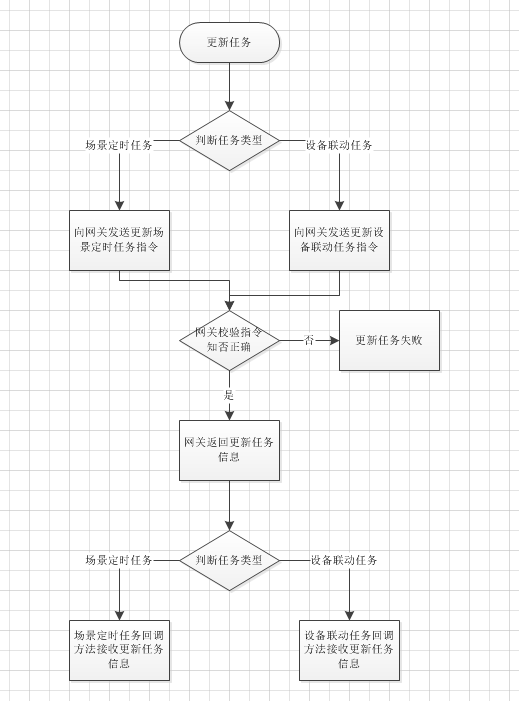 更新任务
判断任务类型
场景定时任务
设备联动任务
向网关发送更新场
景定时任务指令
向网关发送更新设
备联动任务指令
网关校验指令
知否正确
否
更新任务失败
是
网关返回更新任务
信息
判断任务类型
场景定时任务
设备联动任务
场景定时任务回调
方法接收更新任务
信息
设备联动任务回调
方法接收更新任务
信息